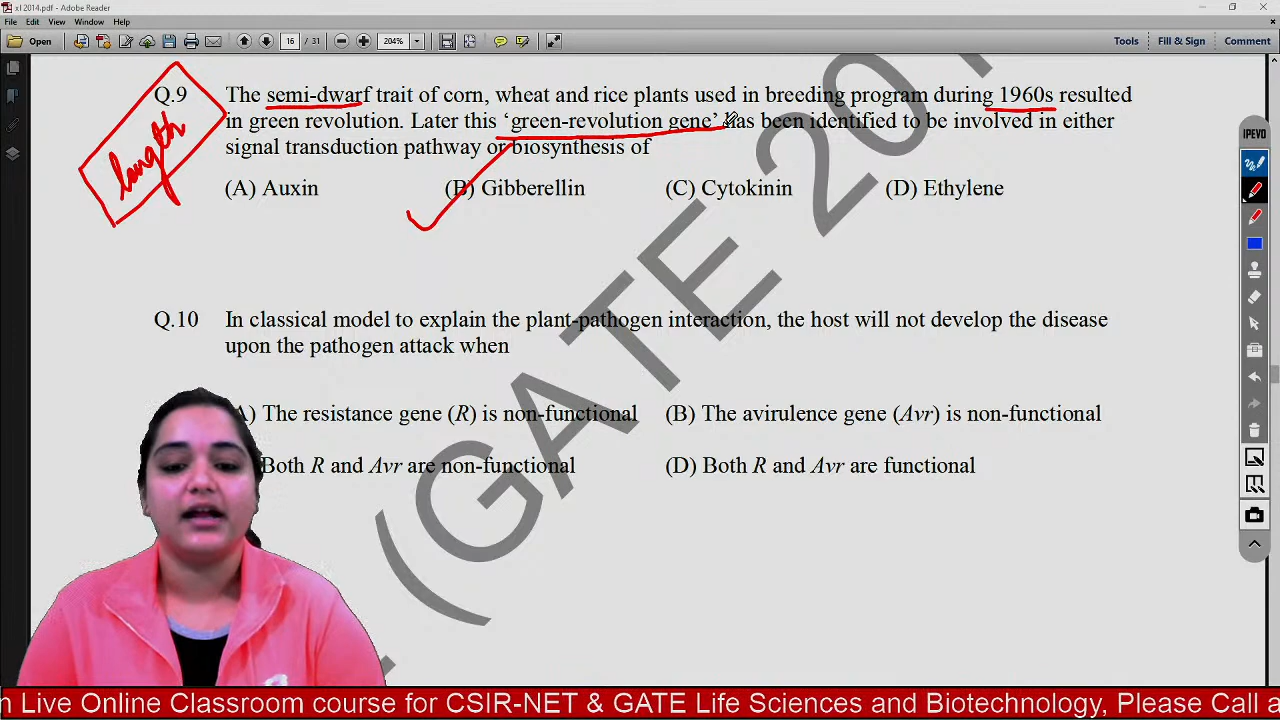 xl 2014.pdf - Adobe Reader
File Edit View Window Help
Open 16 / 31 204% Tools Fill & Sign Comment
Q.9 The semi-dwarf trait of corn, wheat and rice plants used in breeding program during 1960s resulted
in green revolution. Later this ‘green-revolution gene’ has been identified to be involved in either
signal transduction pathway or biosynthesis of
length
(A) Auxin (B) Gibberellin (C) Cytokinin (D) Ethylene
IPEVO
Q.10 In classical model to explain the plant-pathogen interaction, the host will not develop the disease
upon the pathogen attack when
A) The resistance gene (R) is non-functional (B) The avirulence gene (Avr) is non-functional
Both R and Avr are non-functional (D) Both R and Avr are functional
(GATE 201
n Live Online Classroom course for CSIR-NET & GATE Life Sciences and Biotechnology, Please Call a